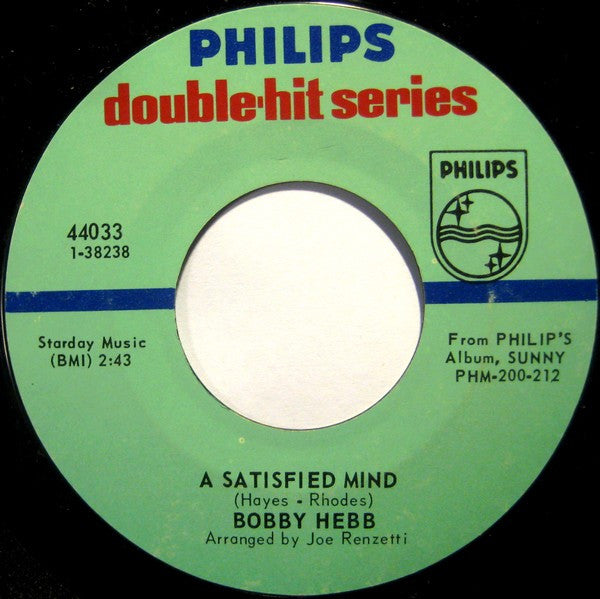 PHILIPS
double·hit series
PHILIPS
44033
1-38238
Starday Music
(BMI) 2:43
From PHILIP'S
Album, SUNNY
PHM-200-212
A SATISFIED MIND
(Hayes - Rhodes)
BOBBY HEBB
Arranged by Joe Renzetti